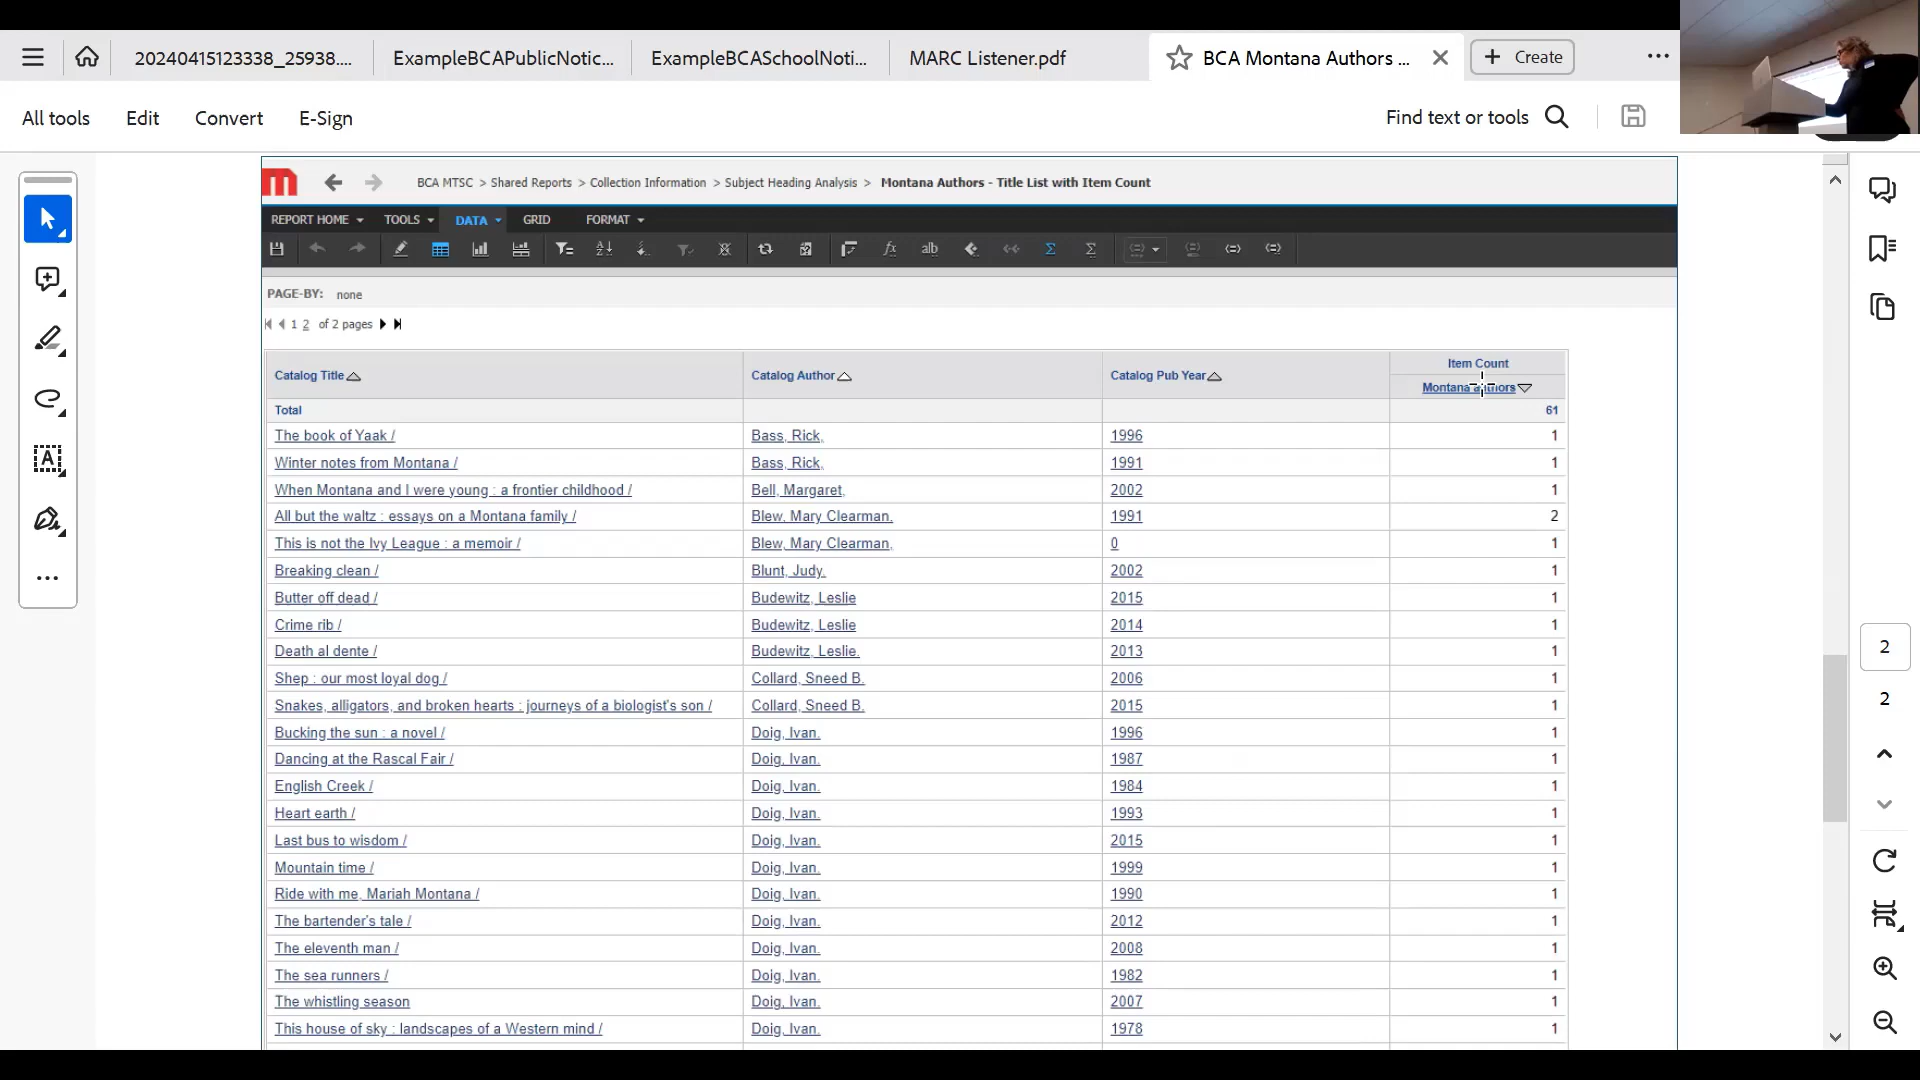 20240415123338_25938.... ExampleBCAPublicNotic... ExampleBCASchoolNoti... MARC Listener.pdf BCA Montana Authors ... Create
All tools Edit Convert E-Sign Find text or tools
BCA MTSC > Shared Reports > Collection Information > Subject Heading Analysis > Montana Authors - Title List with Item Count
REPORT HOME TOOLS DATA GRID FORMAT
PAGE-BY: none
1 2 of 2 pages
Catalog Title Catalog Author Catalog Pub Year Item Count
Montana authors
Total 61
The book of Yaak / Bass, Rick, 1996 1
Winter notes from Montana / Bass, Rick, 1991 1
When Montana and I were young : a frontier childhood / Bell, Margaret, 2002 1
All but the waltz : essays on a Montana family / Blew, Mary Clearman. 1991 2
This is not the Ivy League : a memoir / Blew, Mary Clearman, 0 1
Breaking clean / Blunt, Judy. 2002 1
Butter off dead / Budewitz, Leslie 2015 1
Crime rib / Budewitz, Leslie 2014 1
Death al dente / Budewitz, Leslie. 2013 1
Shep : our most loyal dog / Collard, Sneed B. 2006 1
Snakes, alligators, and broken hearts : journeys of a biologist's son / Collard, Sneed B. 2015 1
Bucking the sun : a novel / Doig, Ivan. 1996 1
Dancing at the Rascal Fair / Doig, Ivan. 1987 1
English Creek / Doig, Ivan. 1984 1
Heart earth / Doig, Ivan. 1993 1
Last bus to wisdom / Doig, Ivan. 2015 1
Mountain time / Doig, Ivan. 1999 1
Ride with me, Mariah Montana / Doig, Ivan. 1990 1
The bartender's tale / Doig, Ivan. 2012 1
The eleventh man / Doig, Ivan. 2008 1
The sea runners / Doig, Ivan. 1982 1
The whistling season Doig, Ivan. 2007 1
This house of sky : landscapes of a Western mind / Doig, Ivan. 1978 1
2
2